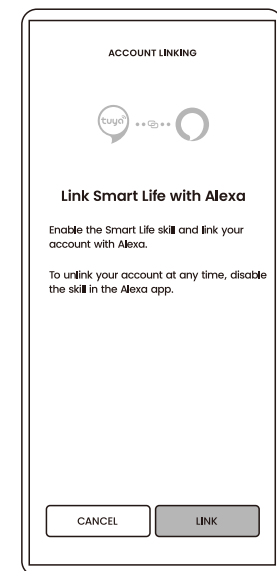 ACCOUNT LINKING
tuya
Link Smart Life with Alexa
Enable the Smart Life skill and link your
account with Alexa.
To unlink your account at any time, disable
the skill in the Alexa app.
CANCEL
LINK